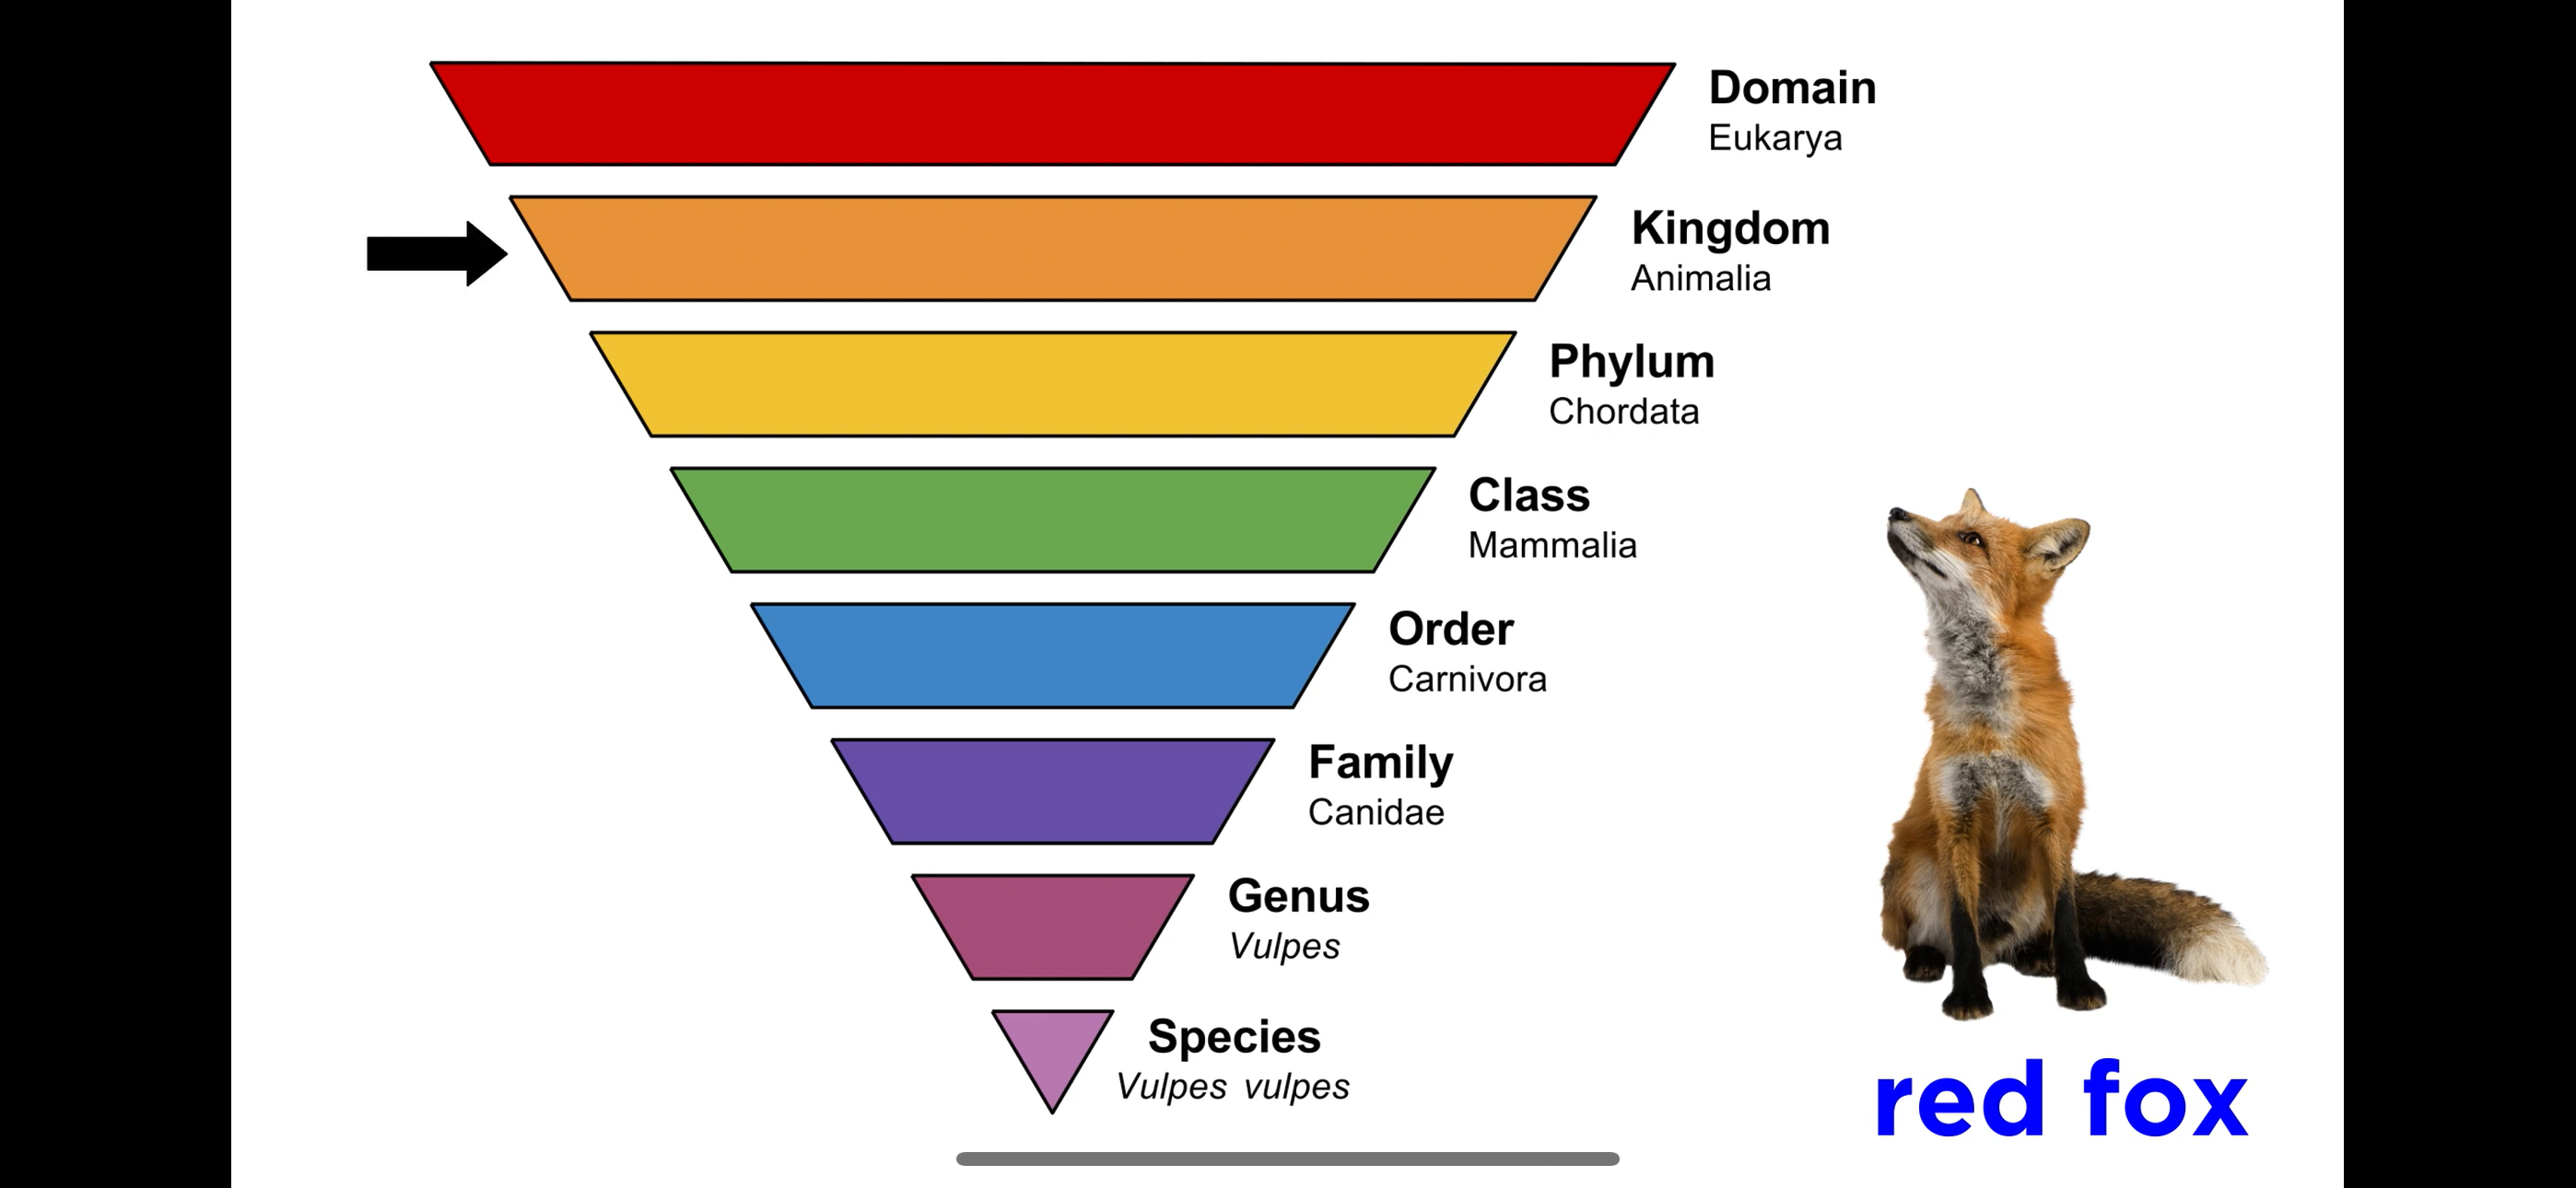 Domain
Eukarya
Kingdom
Animalia
Phylum
Chordata
Class
Mammalia
Order
Carnivora
Family
Canidae
Genus
Vulpes
Species
Vulpes vulpes
red fox